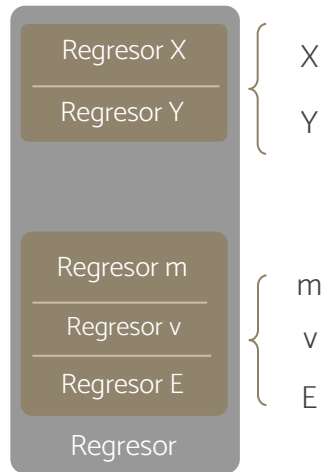 Regresor X
Regresor Y
X
Y
Regresor m
Regresor v
Regresor E
m
v
E
Regresor